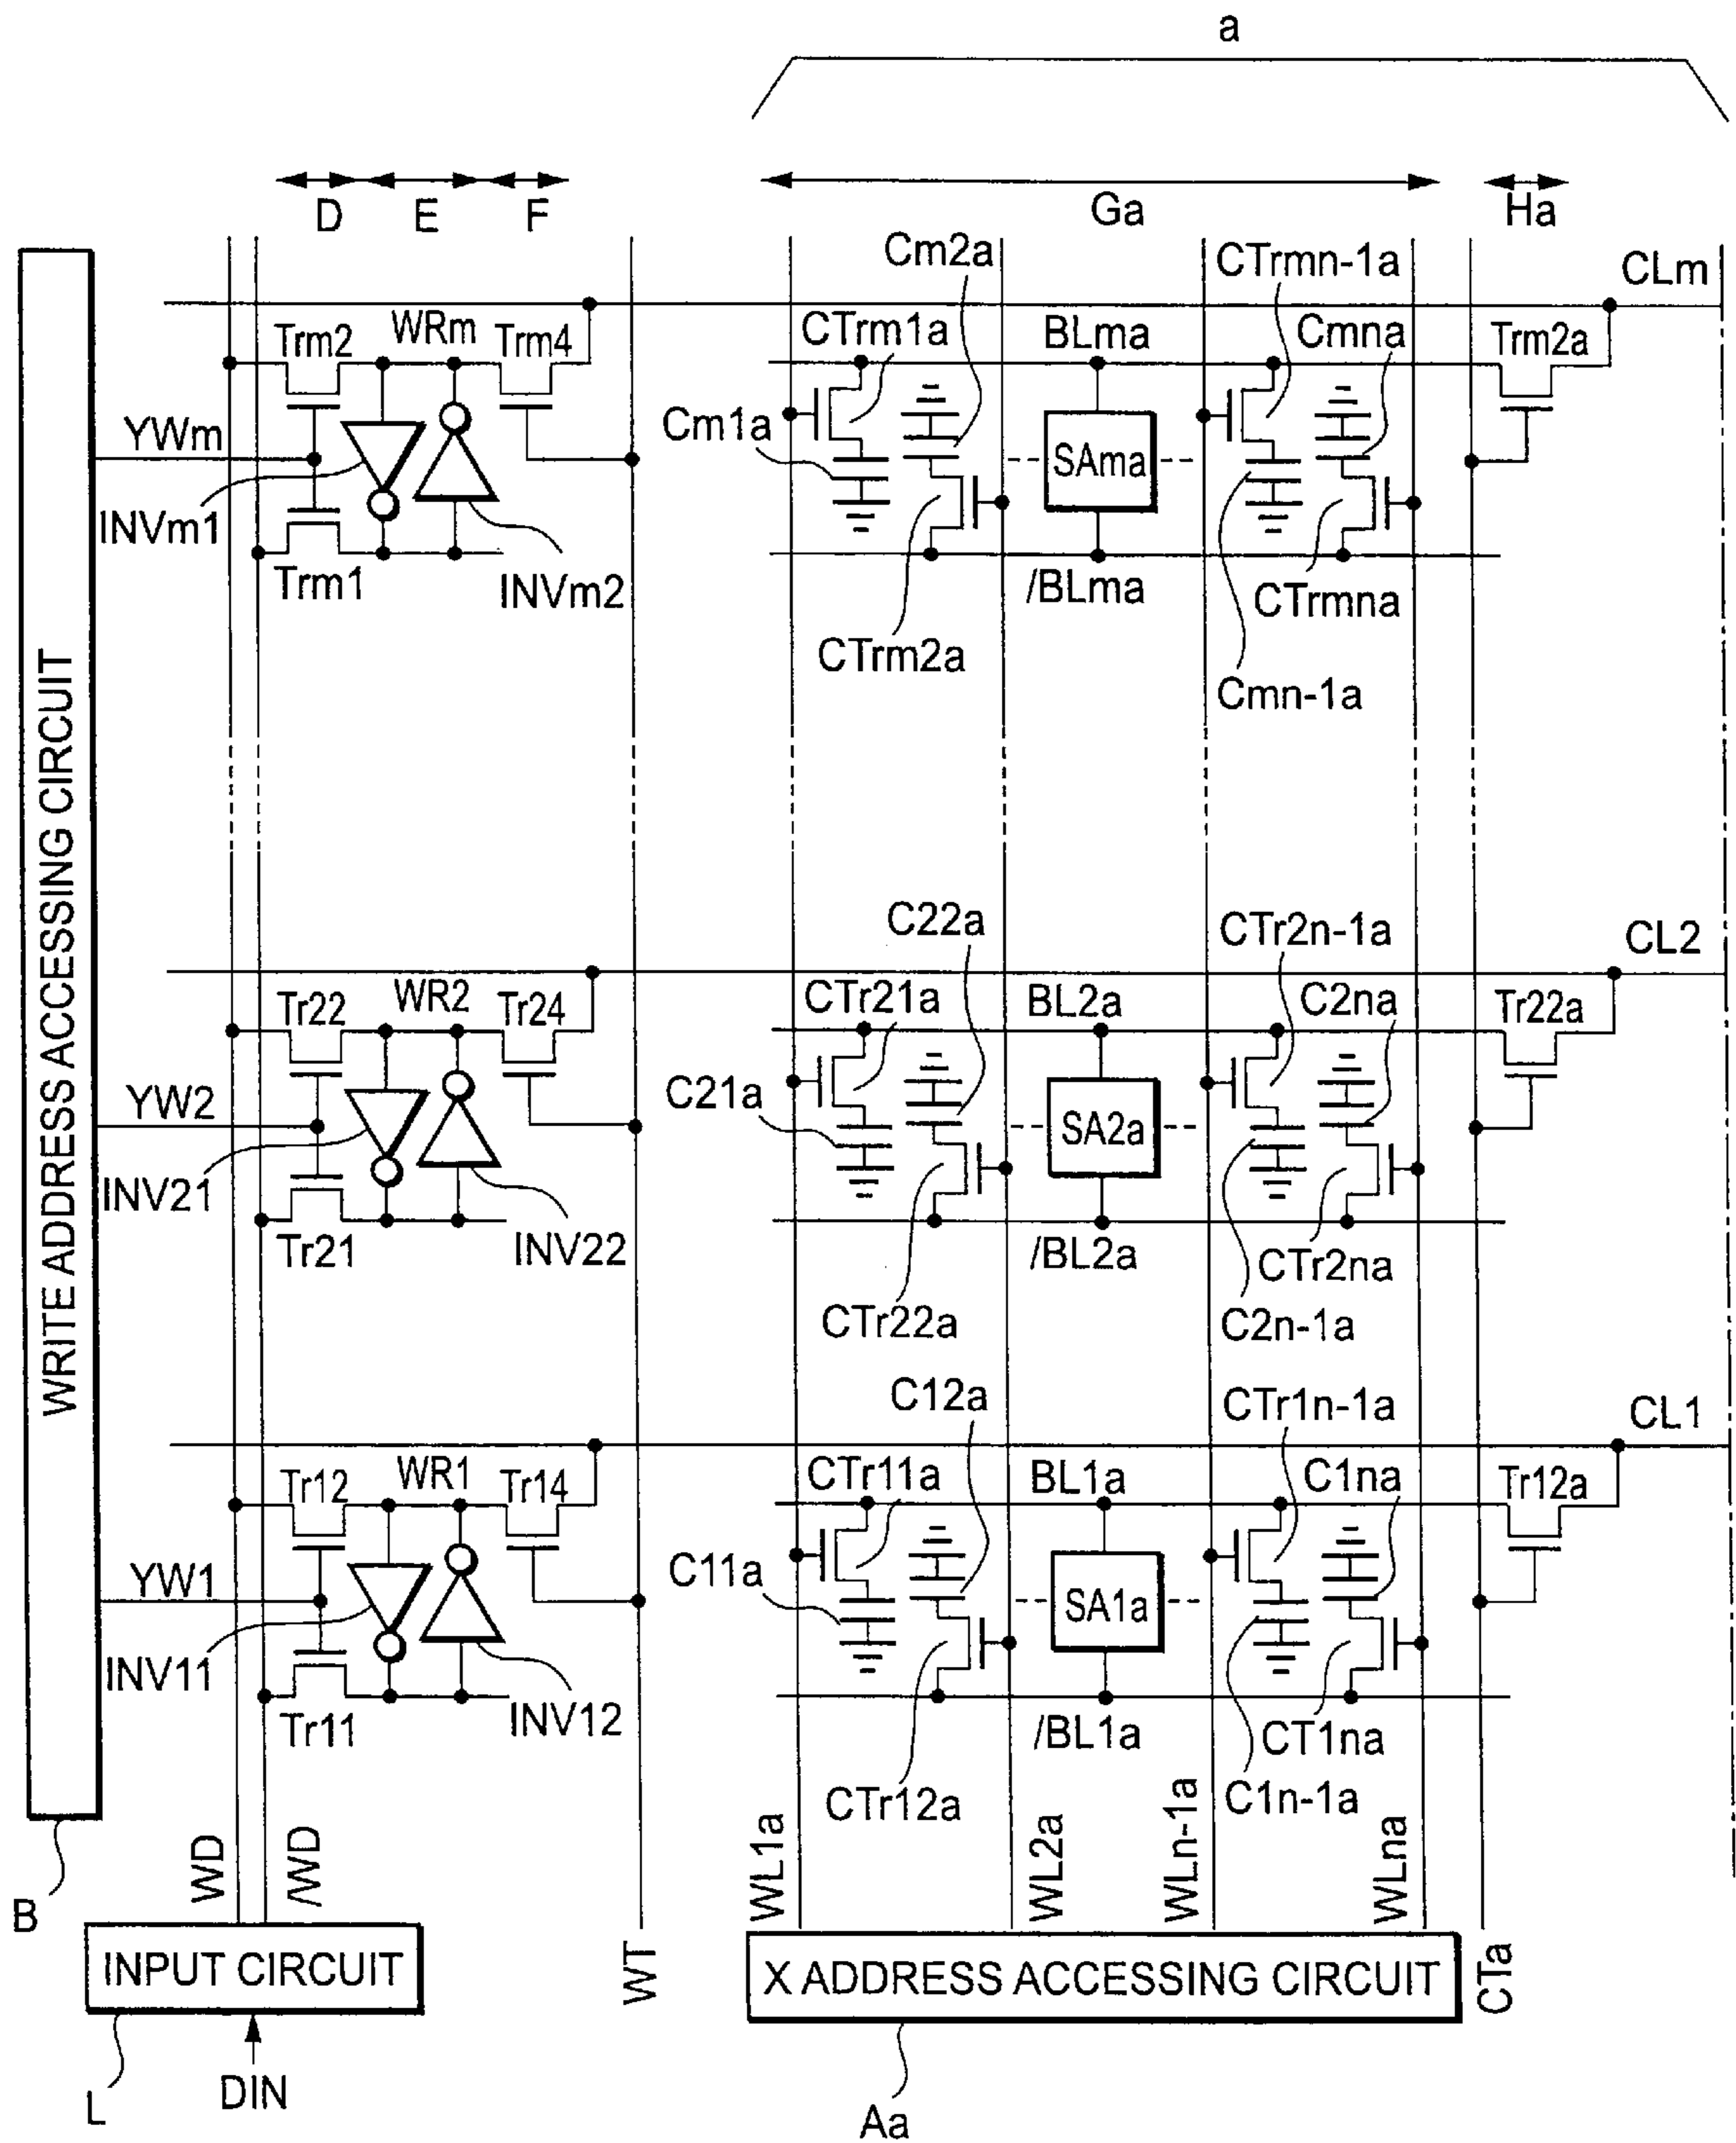 a
D
E
F
Ga
Ha
Cm2a
CTrmn-1a
CLm
Trm2
WRm
Trm4
CTrm1a
BLma
Cmna
Trm2a
YWm
Cm1a
SAma
INVm1
Trm1
INVm2
/BLma
CTrmna
CTrm2a
Cmn-1a
WRITE ADDRESS ACCESSING CIRCUIT
C22a
CTr2n-1a
CL2
Tr22
WR2
Tr24
CTr21a
BL2a
C2na
Tr22a
YW2
C21a
SA2a
INV21
Tr21
INV22
/BL2a
CTr2na
CTr22a
C2n-1a
C12a
CTr1n-1a
CL1
Tr12
WR1
Tr14
CTr11a
BL1a
C1na
Tr12a
YW1
C11a
SA1a
INV11
Tr11
INV12
/BL1a
CT1na
CTr12a
C1n-1a
B
WD
/WD
WT
WL1a
WL2a
WLn-1a
WLna
CTa
INPUT CIRCUIT
X ADDRESS ACCESSING CIRCUIT
L
DIN
Aa